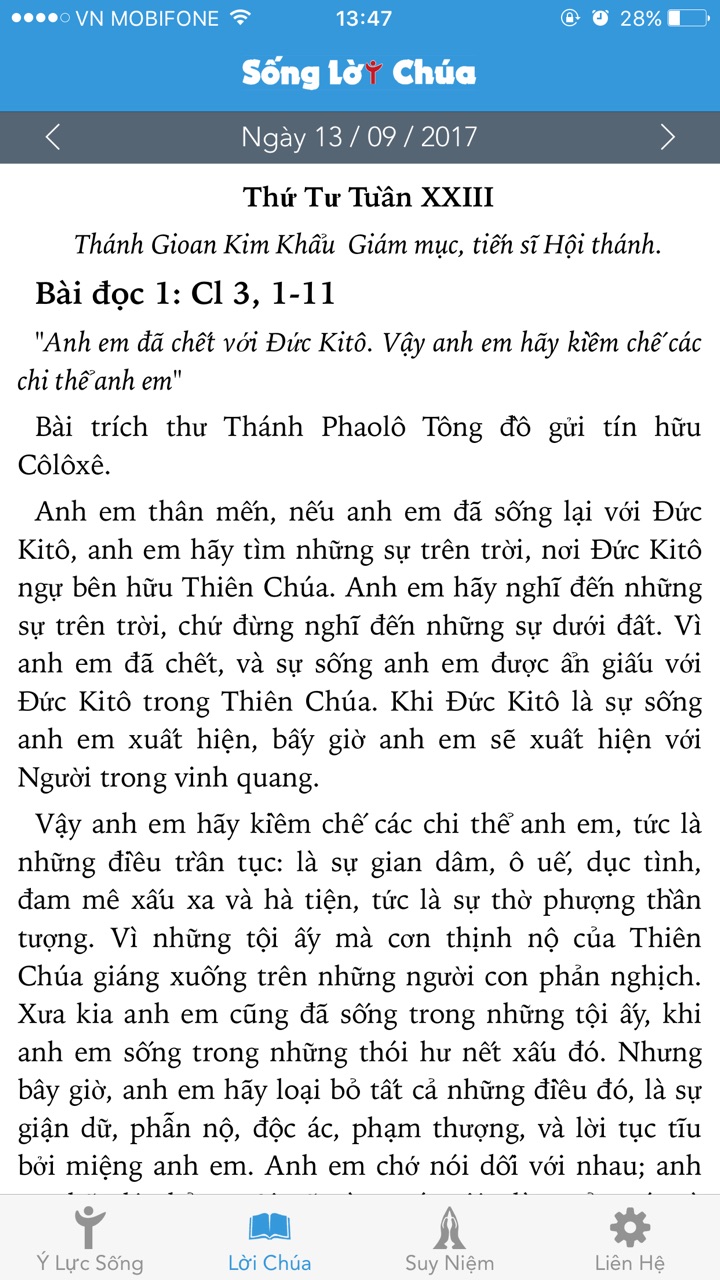 VN MOBIFONE 13:47 28%
Sống Lời Chúa
Ngày 13 / 09 / 2017
Thứ Tư Tuần XXIII
Thánh Gioan Kim Khẩu Giám mục, tiến sĩ Hội thánh.
Bài đọc 1: Cl 3, 1-11
"Anh em đã chết với Đức Kitô. Vậy anh em hãy kiềm chế các
chi thể anh em"
Bài trích thư Thánh Phaolô Tông đồ gửi tín hữu
Côlôxê.
Anh em thân mến, nếu anh em đã sống lại với Đức
Kitô, anh em hãy tìm những sự trên trời, nơi Đức Kitô
ngự bên hữu Thiên Chúa. Anh em hãy nghĩ đến những
sự trên trời, chứ đừng nghĩ đến những sự dưới đất. Vì
anh em đã chết, và sự sống anh em được ẩn giấu với
Đức Kitô trong Thiên Chúa. Khi Đức Kitô là sự sống
anh em xuất hiện, bấy giờ anh em sẽ xuất hiện với
Người trong vinh quang.
Vậy anh em hãy kiềm chế các chi thể anh em, tức là
những điều trần tục: là sự gian dâm, ô uế, dục tình,
đam mê xấu xa và hà tiện, tức là sự thờ phượng thần
tượng. Vì những tội ấy mà cơn thịnh nộ của Thiên
Chúa giáng xuống trên những người con phản nghịch.
Xưa kia anh em cũng đã sống trong những tội ấy, khi
anh em sống trong những thói hư nết xấu đó. Nhưng
bây giờ, anh em hãy loại bỏ tất cả những điều đó, là sự
giận dữ, phẫn nộ, độc ác, phạm thượng, và lời tục tĩu
bởi miệng anh em. Anh em chớ nói dối với nhau; anh
Ý Lực Sống Lời Chúa Suy Niệm Liên Hệ